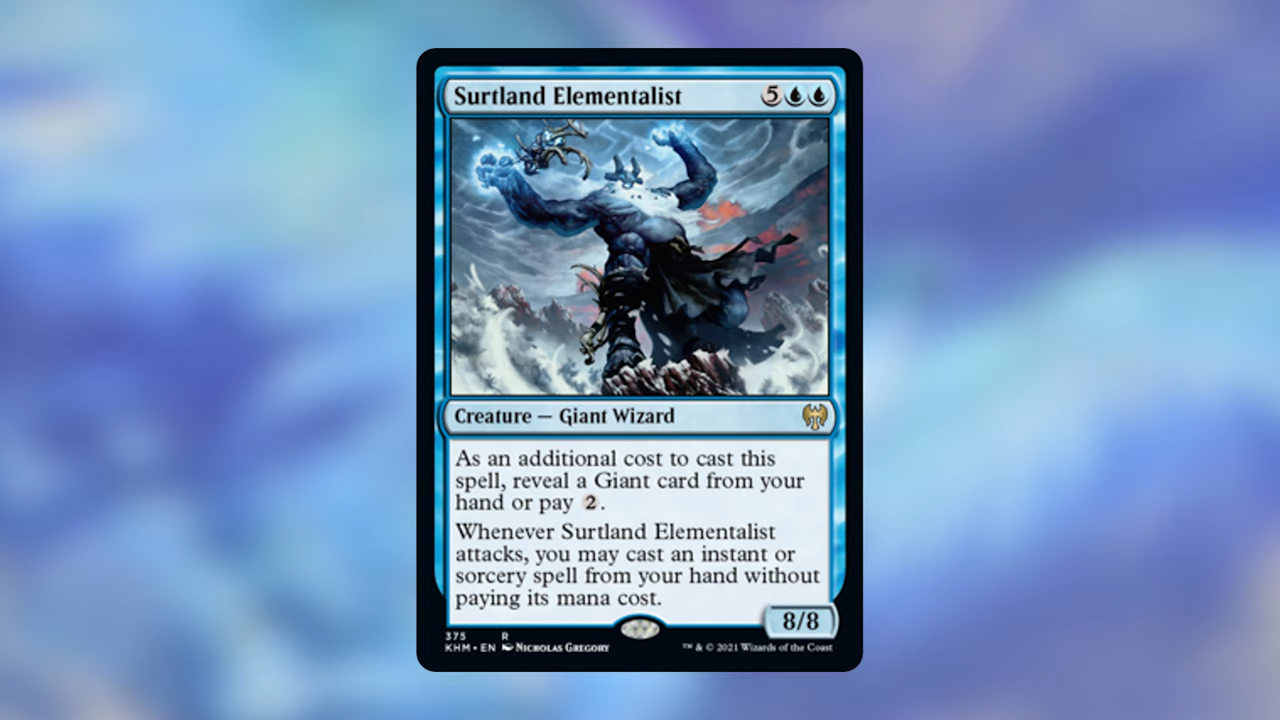 Surtland Elementalist 5
Creature — Giant Wizard
As an additional cost to cast this
spell, reveal a Giant card from your
hand or pay 2.
Whenever Surtland Elementalist
attacks, you may cast an instant or
sorcery spell from your hand without
paying its mana cost.
8/8
375 R
KHM • EN Nicholas Gregory ™ & © 2021 Wizards of the Coast